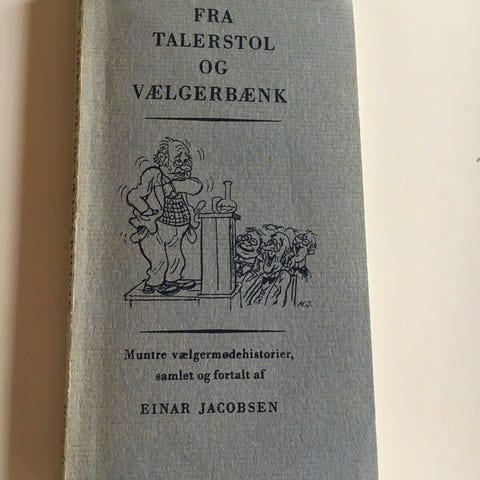 FRA
TALERSTOL
OG
VÆLGERBÆNK
M.J.
Muntre vælgermødehistorier,
samlet og fortalt af
EINAR JACOBSEN